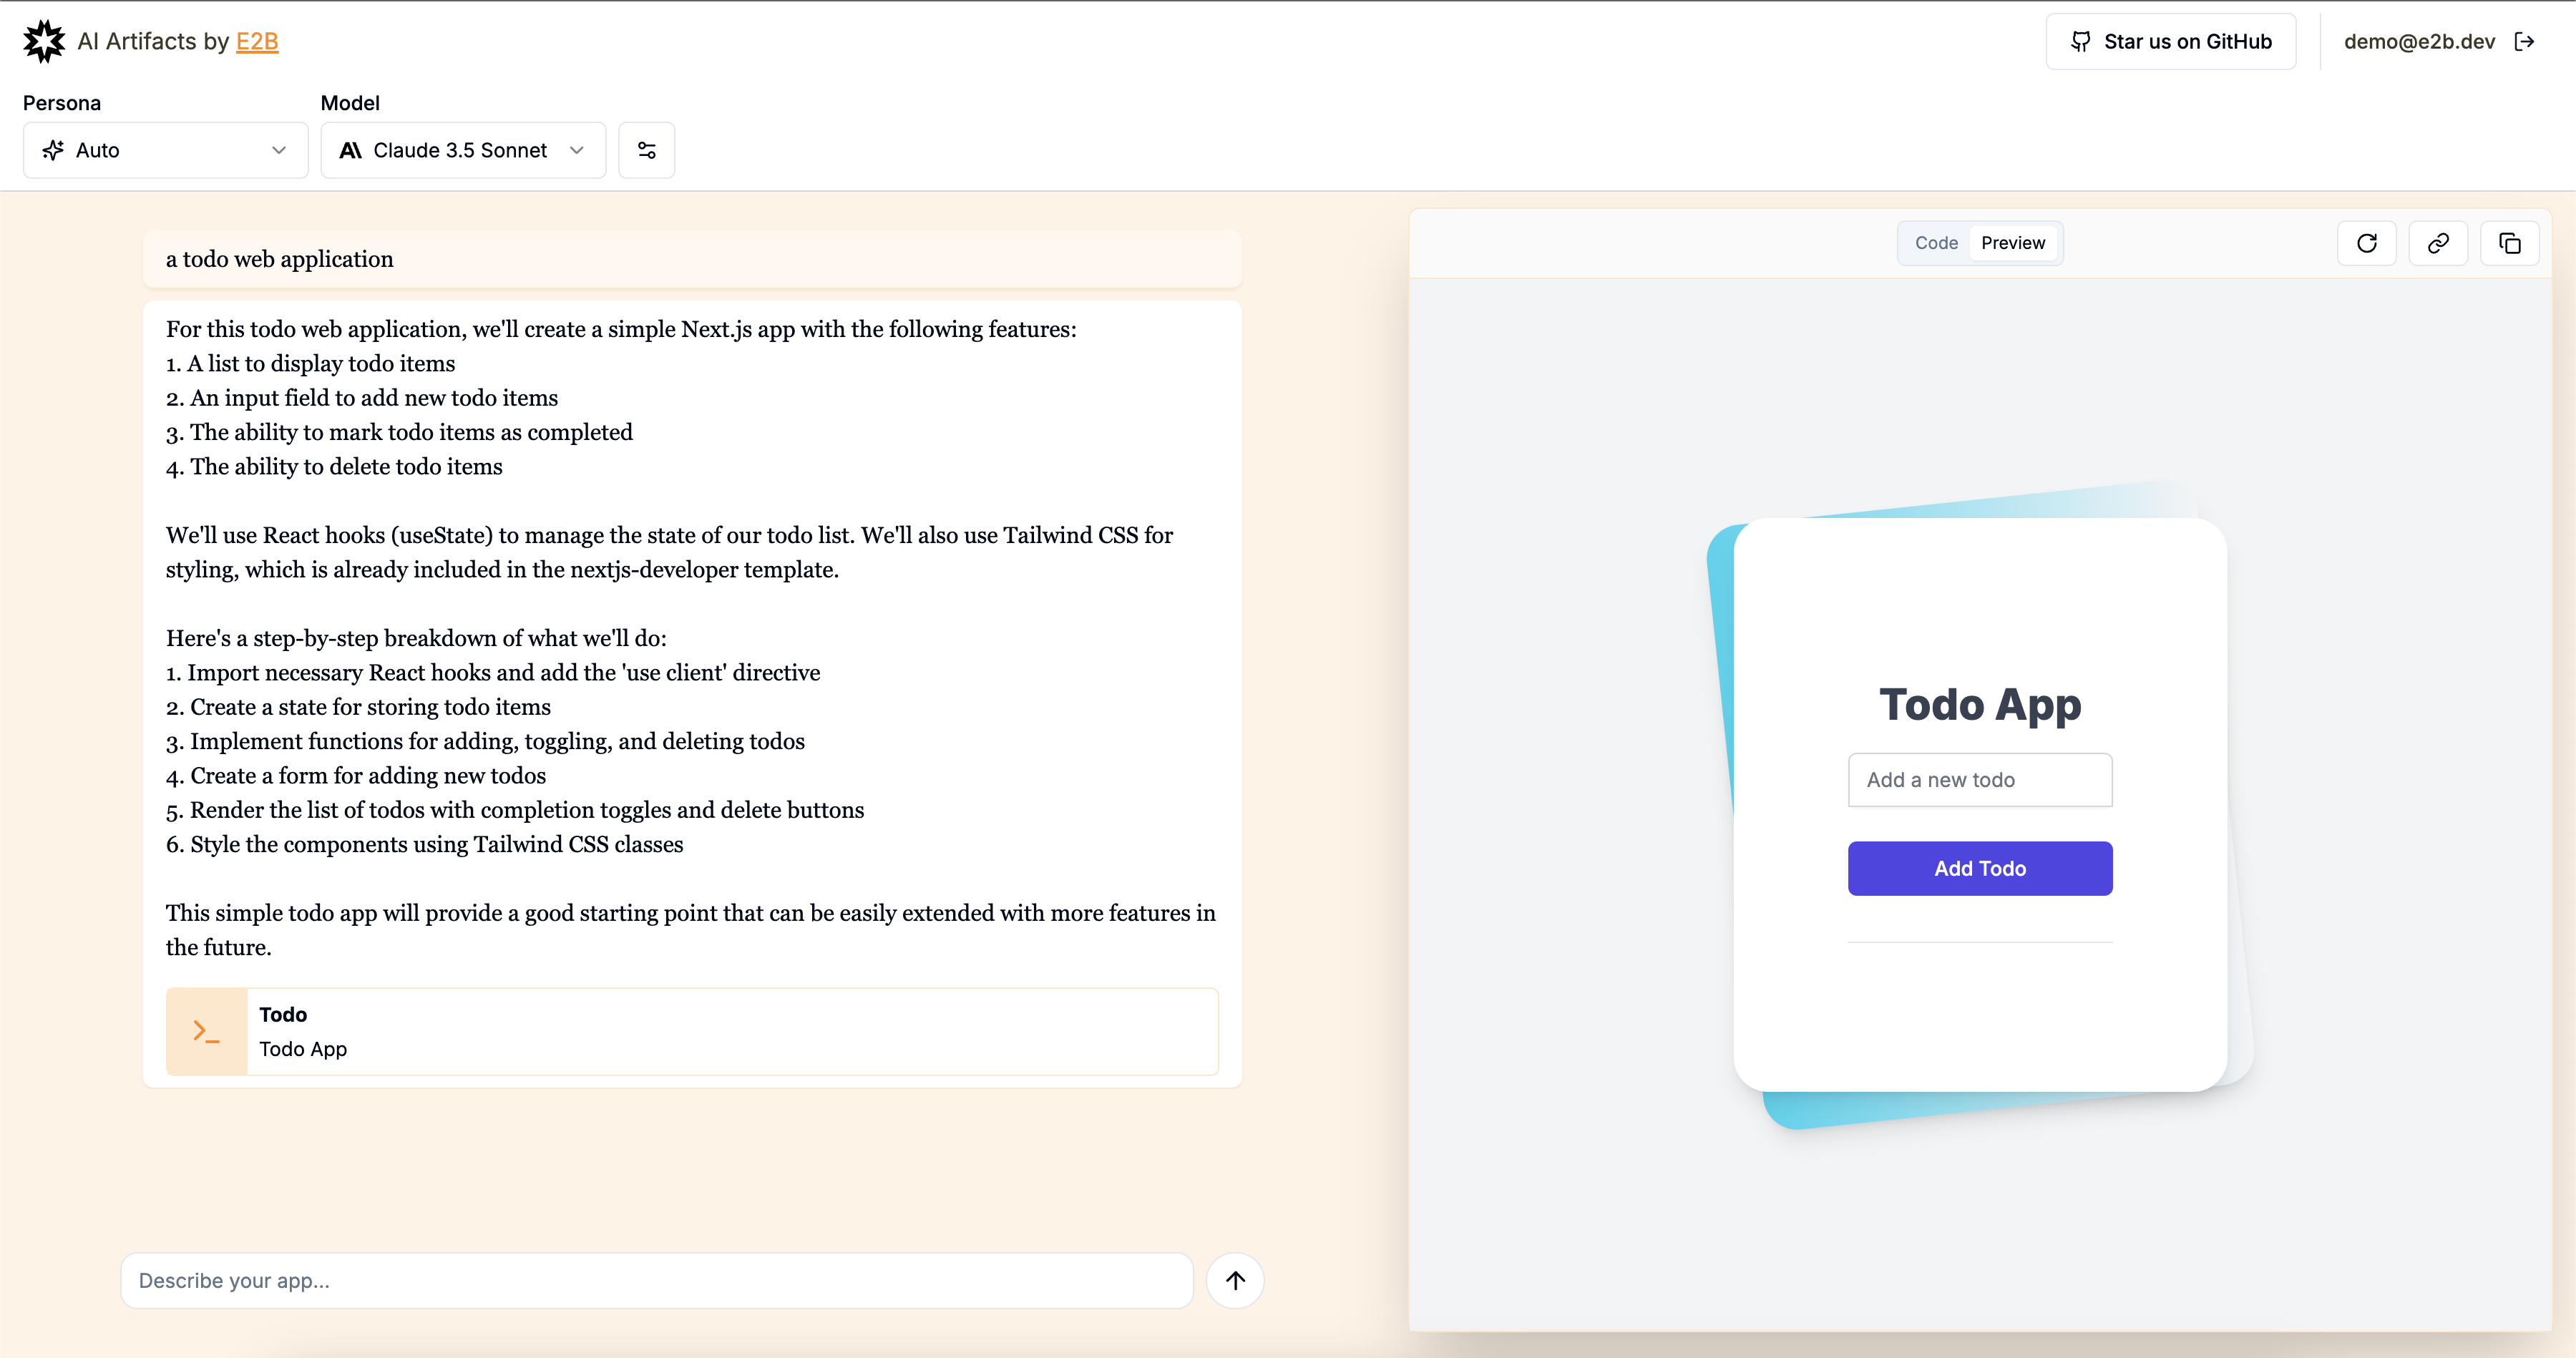 AI Artifacts by E2B
Star us on GitHub
demo@e2b.dev
Persona
Model
Auto
Claude 3.5 Sonnet
a todo web application
For this todo web application, we'll create a simple Next.js app with the following features:
1. A list to display todo items
2. An input field to add new todo items
3. The ability to mark todo items as completed
4. The ability to delete todo items
We'll use React hooks (useState) to manage the state of our todo list. We'll also use Tailwind CSS for
styling, which is already included in the nextjs-developer template.
Here's a step-by-step breakdown of what we'll do:
1. Import necessary React hooks and add the 'use client' directive
2. Create a state for storing todo items
3. Implement functions for adding, toggling, and deleting todos
4. Create a form for adding new todos
5. Render the list of todos with completion toggles and delete buttons
6. Style the components using Tailwind CSS classes
This simple todo app will provide a good starting point that can be easily extended with more features in
the future.
Todo
Todo App
Describe your app...
Code
Preview
Todo App
Add a new todo
Add Todo